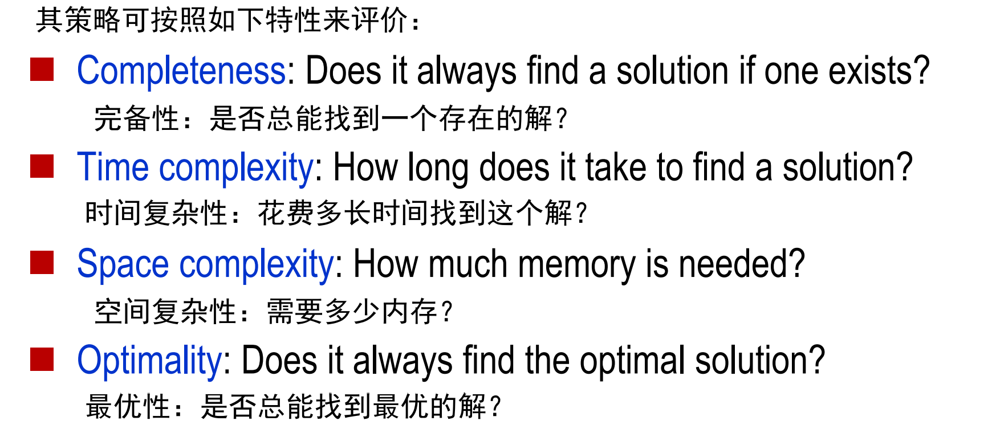 其策略可按照如下特性来评价：
Completeness: Does it always find a solution if one exists?
完备性：是否总能找到一个存在的解？
Time complexity: How long does it take to find a solution?
时间复杂性：花费多长时间找到这个解？
Space complexity: How much memory is needed?
空间复杂性：需要多少内存？
Optimality: Does it always find the optimal solution?
最优性：是否总能找到最优的解？